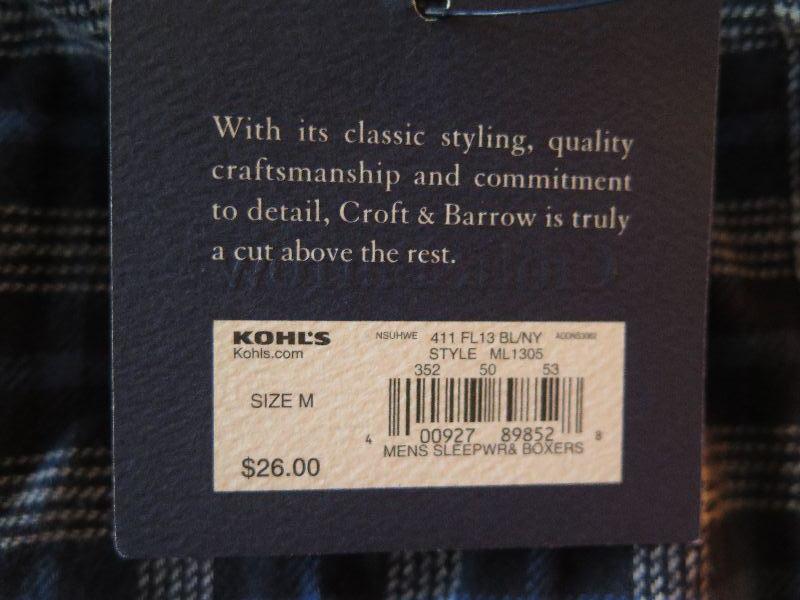 With its classic styling, quality
craftsmanship and commitment
to detail, Croft & Barrow is truly
a cut above the rest.
KOHL'S
Kohls.com
NSUHWE 411 FL13 BL/NY
STYLE ML1305
352 50 53
SIZE M
4 00927 89852 8
MENS SLEEPWR& BOXERS
$26.00